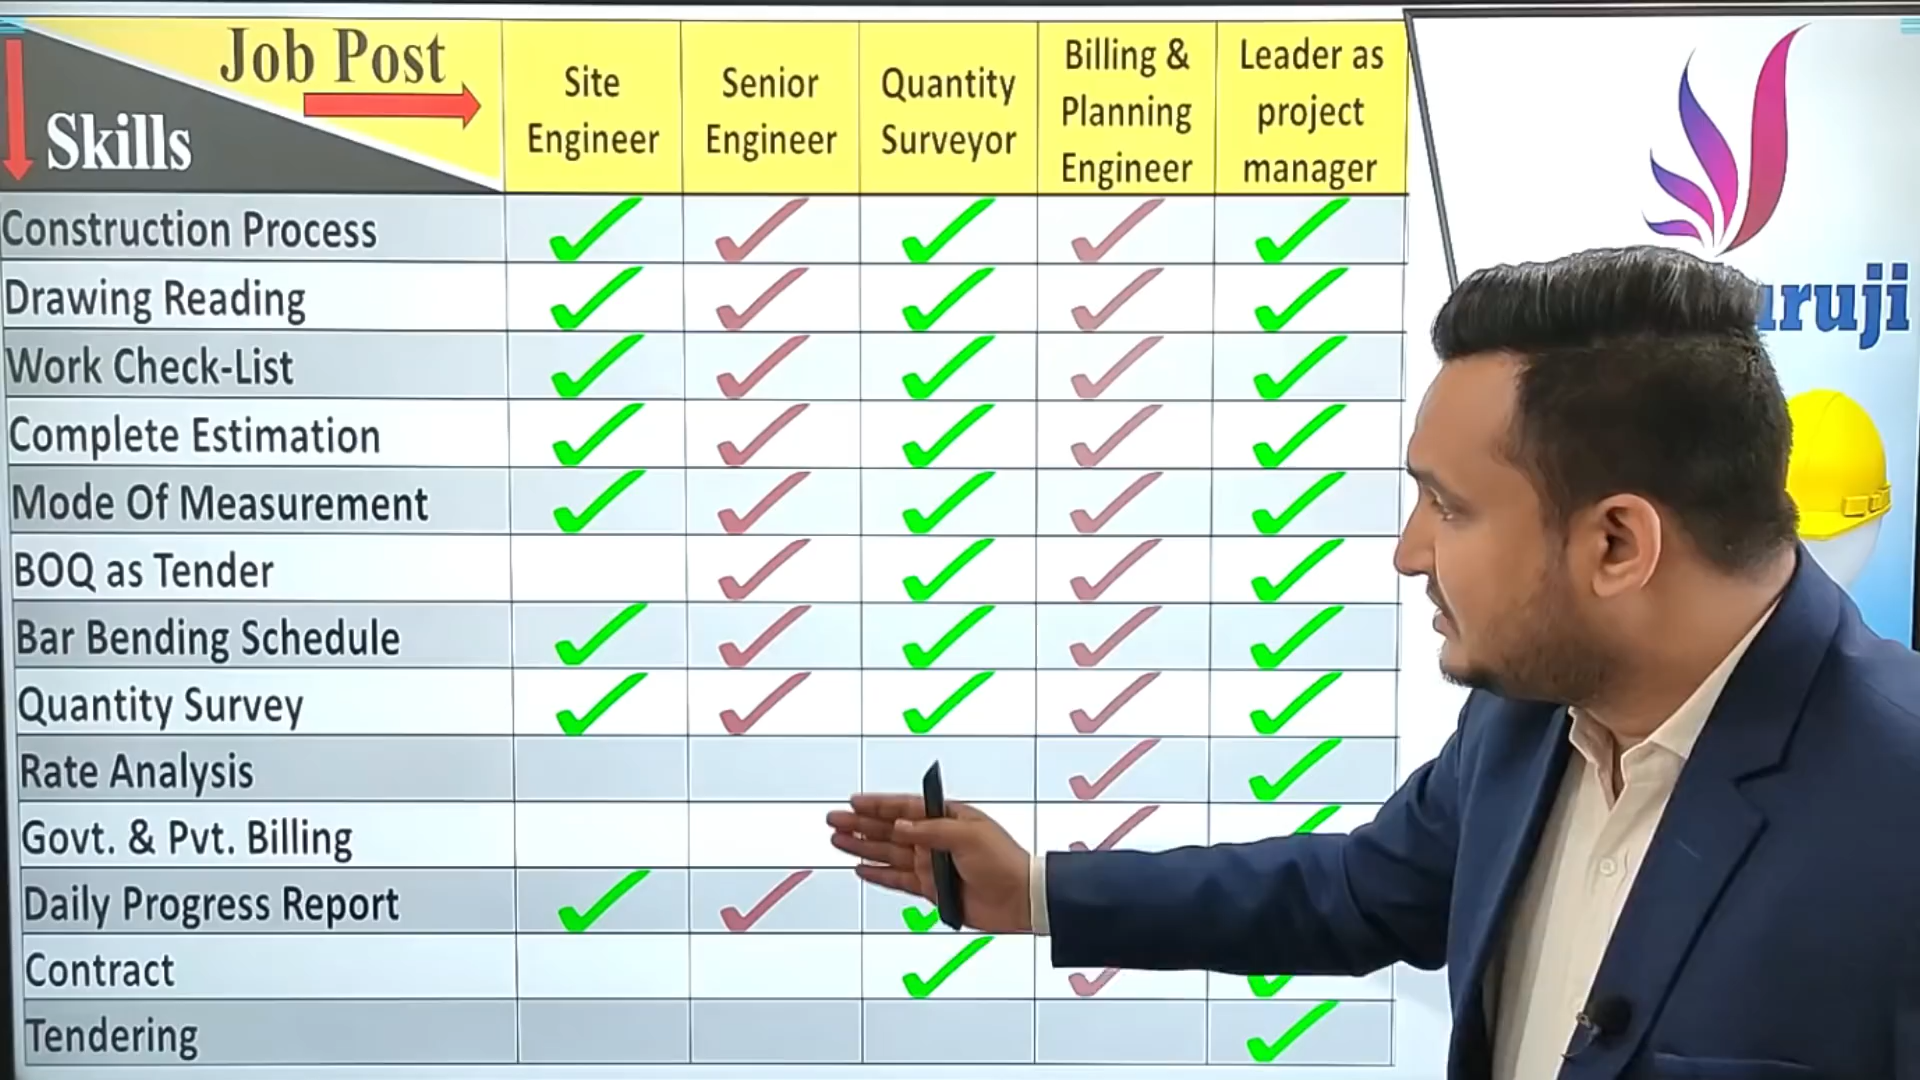 Job Post
Skills
Site
Engineer
Senior
Engineer
Quantity
Surveyor
Billing &
Planning
Engineer
Leader as
project
manager
Construction Process
Drawing Reading
Work Check-List
Complete Estimation
Mode Of Measurement
BOQ as Tender
Bar Bending Schedule
Quantity Survey
Rate Analysis
Govt. & Pvt. Billing
Daily Progress Report
Contract
Tendering